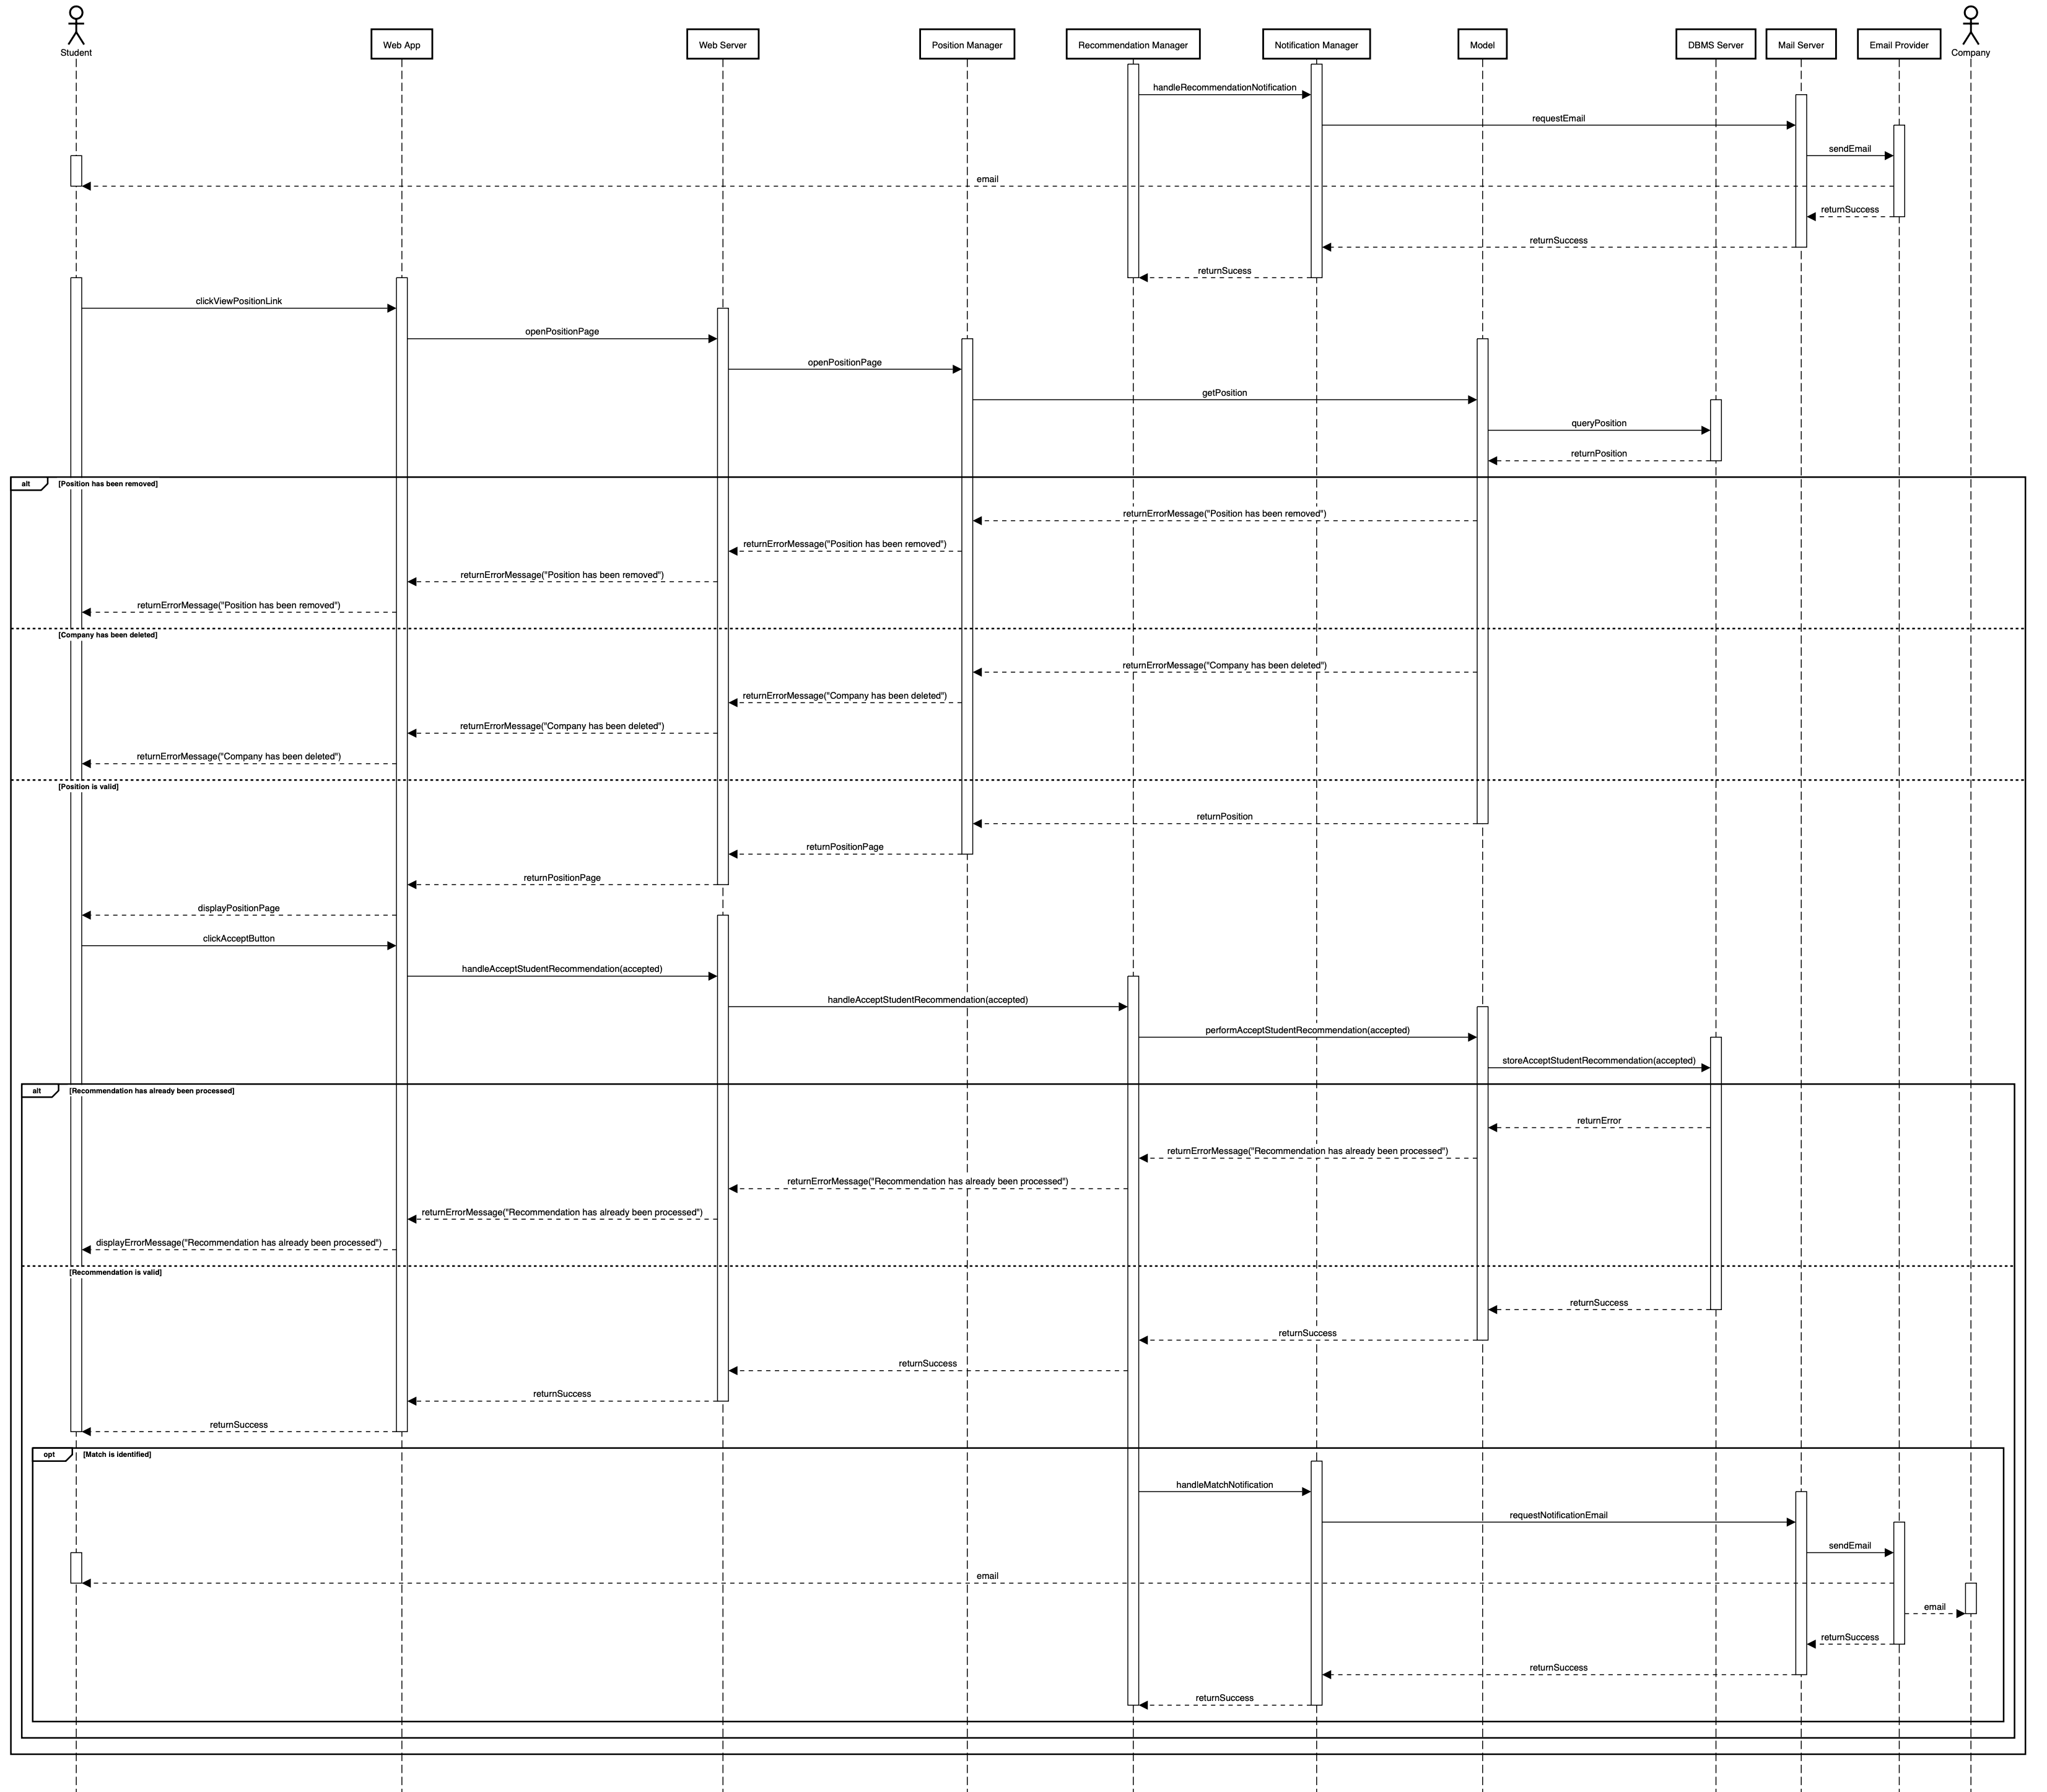 Student
Web App
Web Server
Position Manager
Recommendation Manager
Notification Manager
Model
DBMS Server
Mail Server
Email Provider
Company
handleRecommendationNotification
requestEmail
sendEmail
email
returnSuccess
returnSuccess
returnSucess
clickViewPositionLink
openPositionPage
openPositionPage
getPosition
queryPosition
returnPosition
alt
[Position has been removed]
returnErrorMessage("Position has been removed")
returnErrorMessage("Position has been removed")
returnErrorMessage("Position has been removed")
returnErrorMessage("Position has been removed")
[Company has been deleted]
returnErrorMessage("Company has been deleted")
returnErrorMessage("Company has been deleted")
returnErrorMessage("Company has been deleted")
returnErrorMessage("Company has been deleted")
[Position is valid]
returnPosition
returnPositionPage
returnPositionPage
displayPositionPage
clickAcceptButton
handleAcceptStudentRecommendation(accepted)
handleAcceptStudentRecommendation(accepted)
performAcceptStudentRecommendation(accepted)
storeAcceptStudentRecommendation(accepted)
alt
[Recommendation has already been processed]
returnError
returnErrorMessage("Recommendation has already been processed")
returnErrorMessage("Recommendation has already been processed")
returnErrorMessage("Recommendation has already been processed")
displayErrorMessage("Recommendation has already been processed")
[Recommendation is valid]
returnSuccess
returnSuccess
returnSuccess
returnSuccess
returnSuccess
opt
[Match is identified]
handleMatchNotification
requestNotificationEmail
sendEmail
email
email
returnSuccess
returnSuccess
returnSuccess